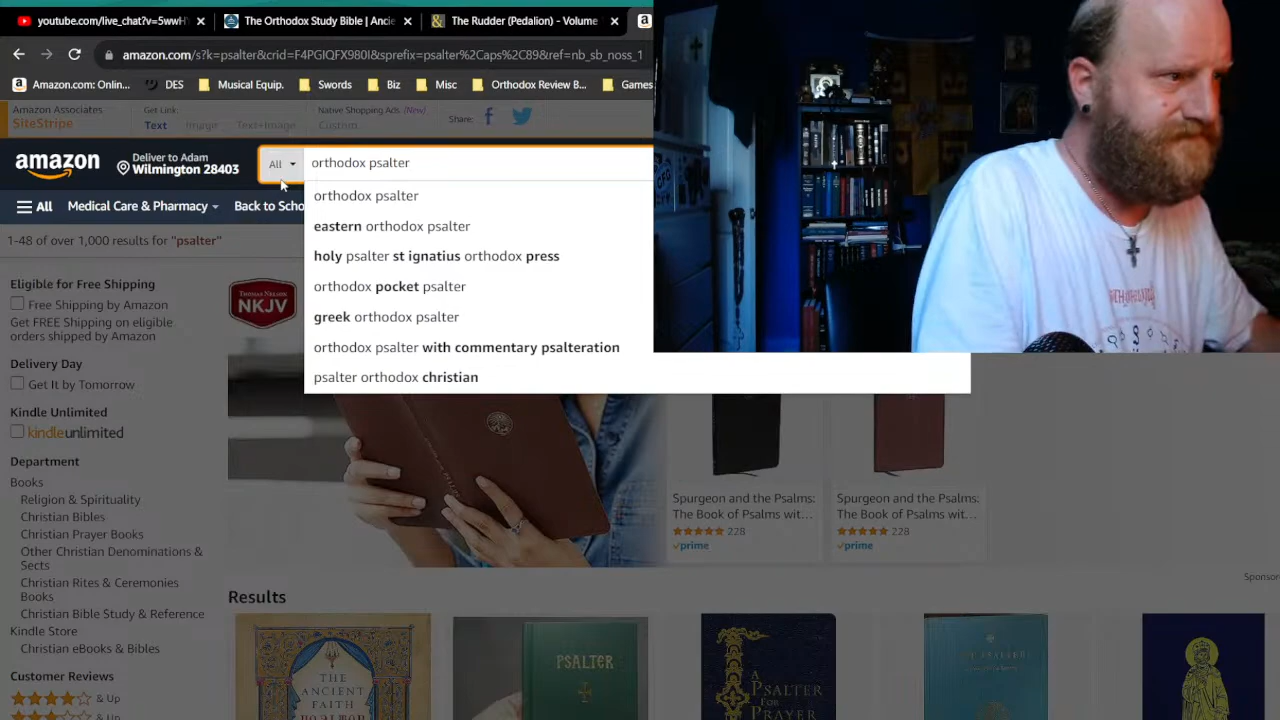 youtube.com/live_chat?v=5wwH
The Orthodox Study Bible | Ancie
The Rudder (Pedalion) - Volume
amazon.com/s?k=psalter&crid=F4PGIQFX980I&sprefix=psalter%2Caps%2C89&ref=nb_sb_noss_1
Amazon.com: Onlin...
DES
Musical Equip.
Swords
Biz
Misc
Orthodox Review B...
Games
Amazon Associates
SiteStripe
Get Link:
Text
Image
Text+Image
Native Shopping Ads (New)
Custom
Share:
amazon
Deliver to Adam
Wilmington 28403
All
orthodox psalter
All
Medical Care & Pharmacy
Back to Scho
orthodox psalter
eastern orthodox psalter
holy psalter st ignatius orthodox press
orthodox pocket psalter
greek orthodox psalter
orthodox psalter with commentary psalteration
psalter orthodox christian
1-48 of over 1,000 results for "psalter"
Eligible for Free Shipping
Free Shipping by Amazon
Get FREE Shipping on eligible
orders shipped by Amazon
Delivery Day
Get It by Tomorrow
Kindle Unlimited
kindleunlimited
Department
Books
Religion & Spirituality
Christian Bibles
Christian Prayer Books
Other Christian Denominations &
Sects
Christian Rites & Ceremonies
Books
Christian Bible Study & Reference
Kindle Store
Christian eBooks & Bibles
Customer Reviews
& Up
& Up
THOMAS NELSON
NKJV
Spurgeon and the Psalms:
The Book of Psalms wit...
228
prime
Spurgeon and the Psalms:
The Book of Psalms wit...
228
prime
Sponsor
Results
THE
ANCIENT
FAITH
PSALTER
PSALTER
A
PSALTER
FOR
PRAYER